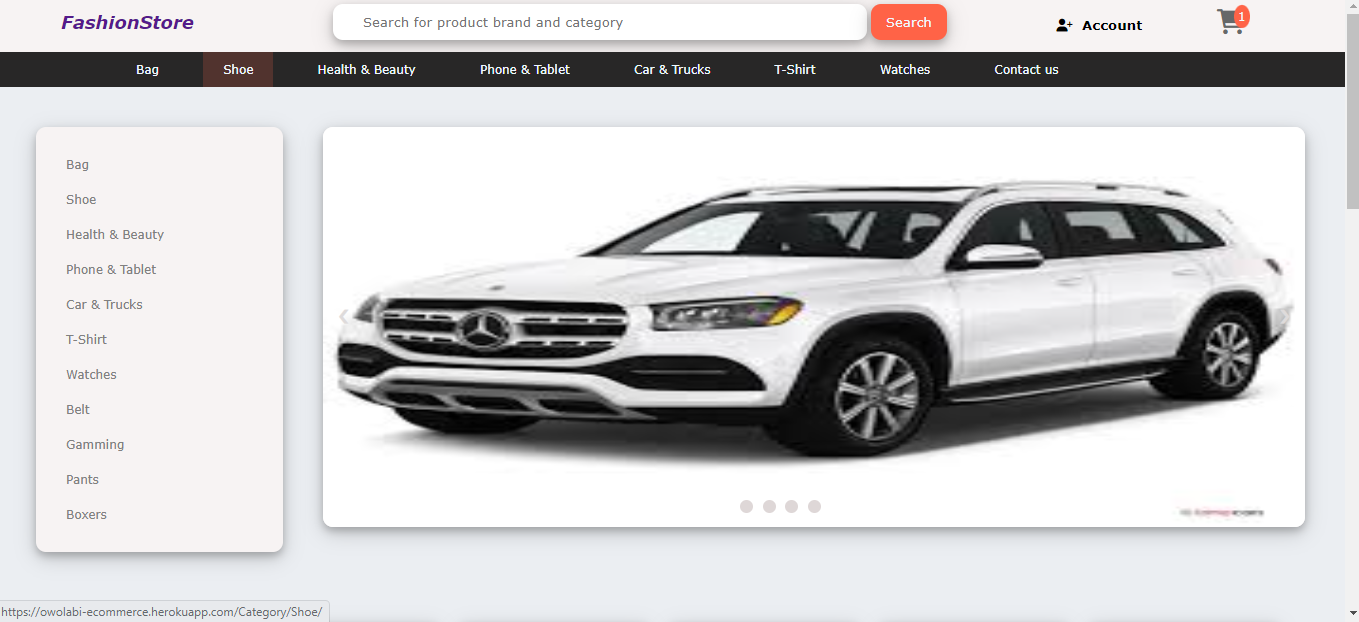 FashionStore
Search for product brand and category
Search
Account
1
Bag
Shoe
Health & Beauty
Phone & Tablet
Car & Trucks
T-Shirt
Watches
Contact us
Bag
Shoe
Health & Beauty
Phone & Tablet
Car & Trucks
T-Shirt
Watches
Belt
Gamming
Pants
Boxers
https://owolabi-ecommerce.herokuapp.com/Category/Shoe/